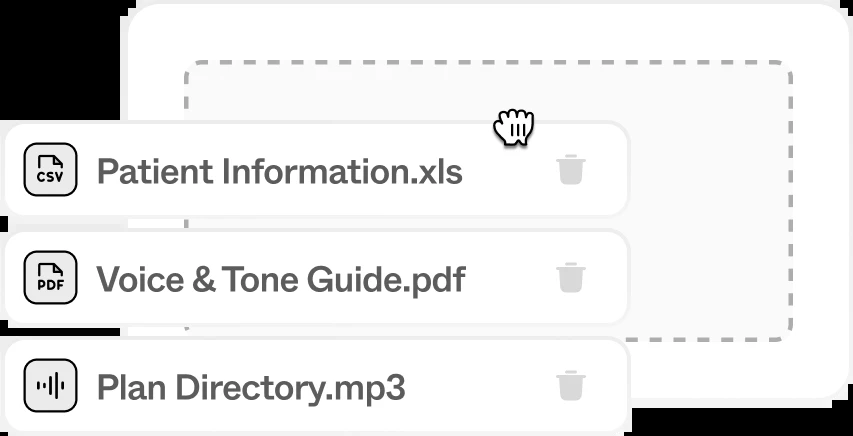 CSV
Patient Information.xls
PDF
Voice & Tone Guide.pdf
Plan Directory.mp3